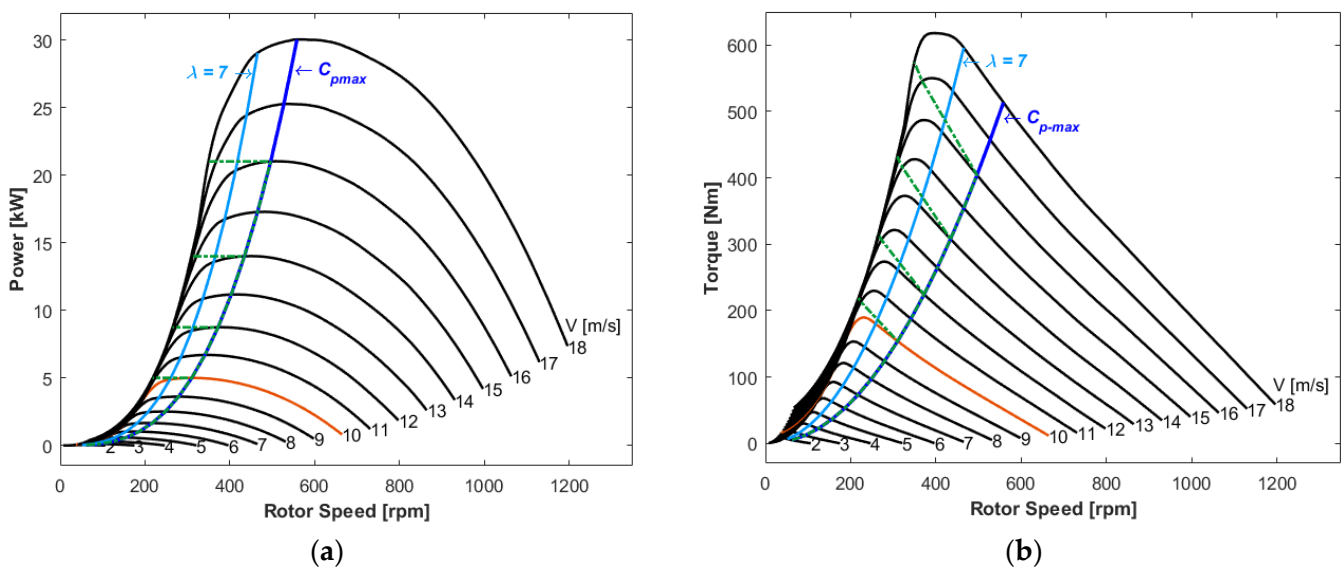 30
25
20
15
10
5
0
Power [kW]
λ = 7 →
← Cpmax
V [m/s]
2 3 4 5 6 7 8 9 10 11 12 13 14 15 16 17 18
0 200 400 600 800 1000 1200
Rotor Speed [rpm]
(a)
600
500
400
300
200
100
0
Torque [Nm]
← λ = 7
← Cp-max
V [m/s]
2 3 4 5 6 7 8 9 10 11 12 13 14 15 16 17 18
0 200 400 600 800 1000 1200
Rotor Speed [rpm]
(b)